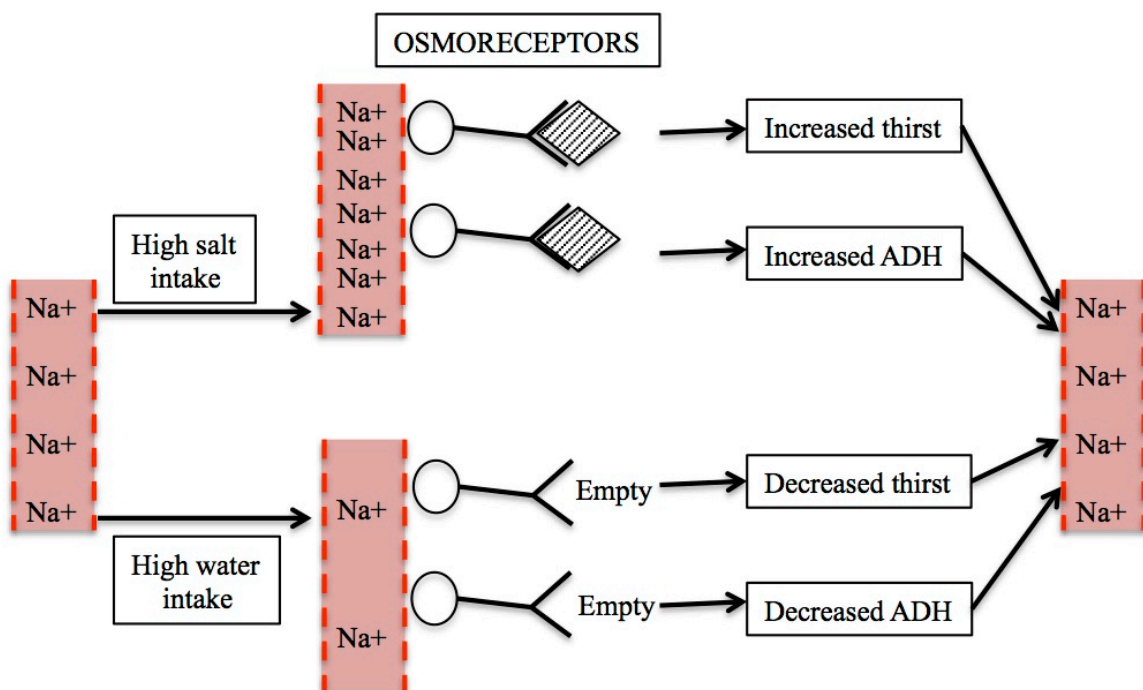 OSMORECEPTORS
Na+
Na+
Na+
Na+
Na+
Na+
Na+
Increased thirst
Increased ADH
High salt
intake
Na+
Na+
Na+
Na+
High water
intake
Na+
Na+
Empty
Empty
Decreased thirst
Decreased ADH
Na+
Na+
Na+
Na+